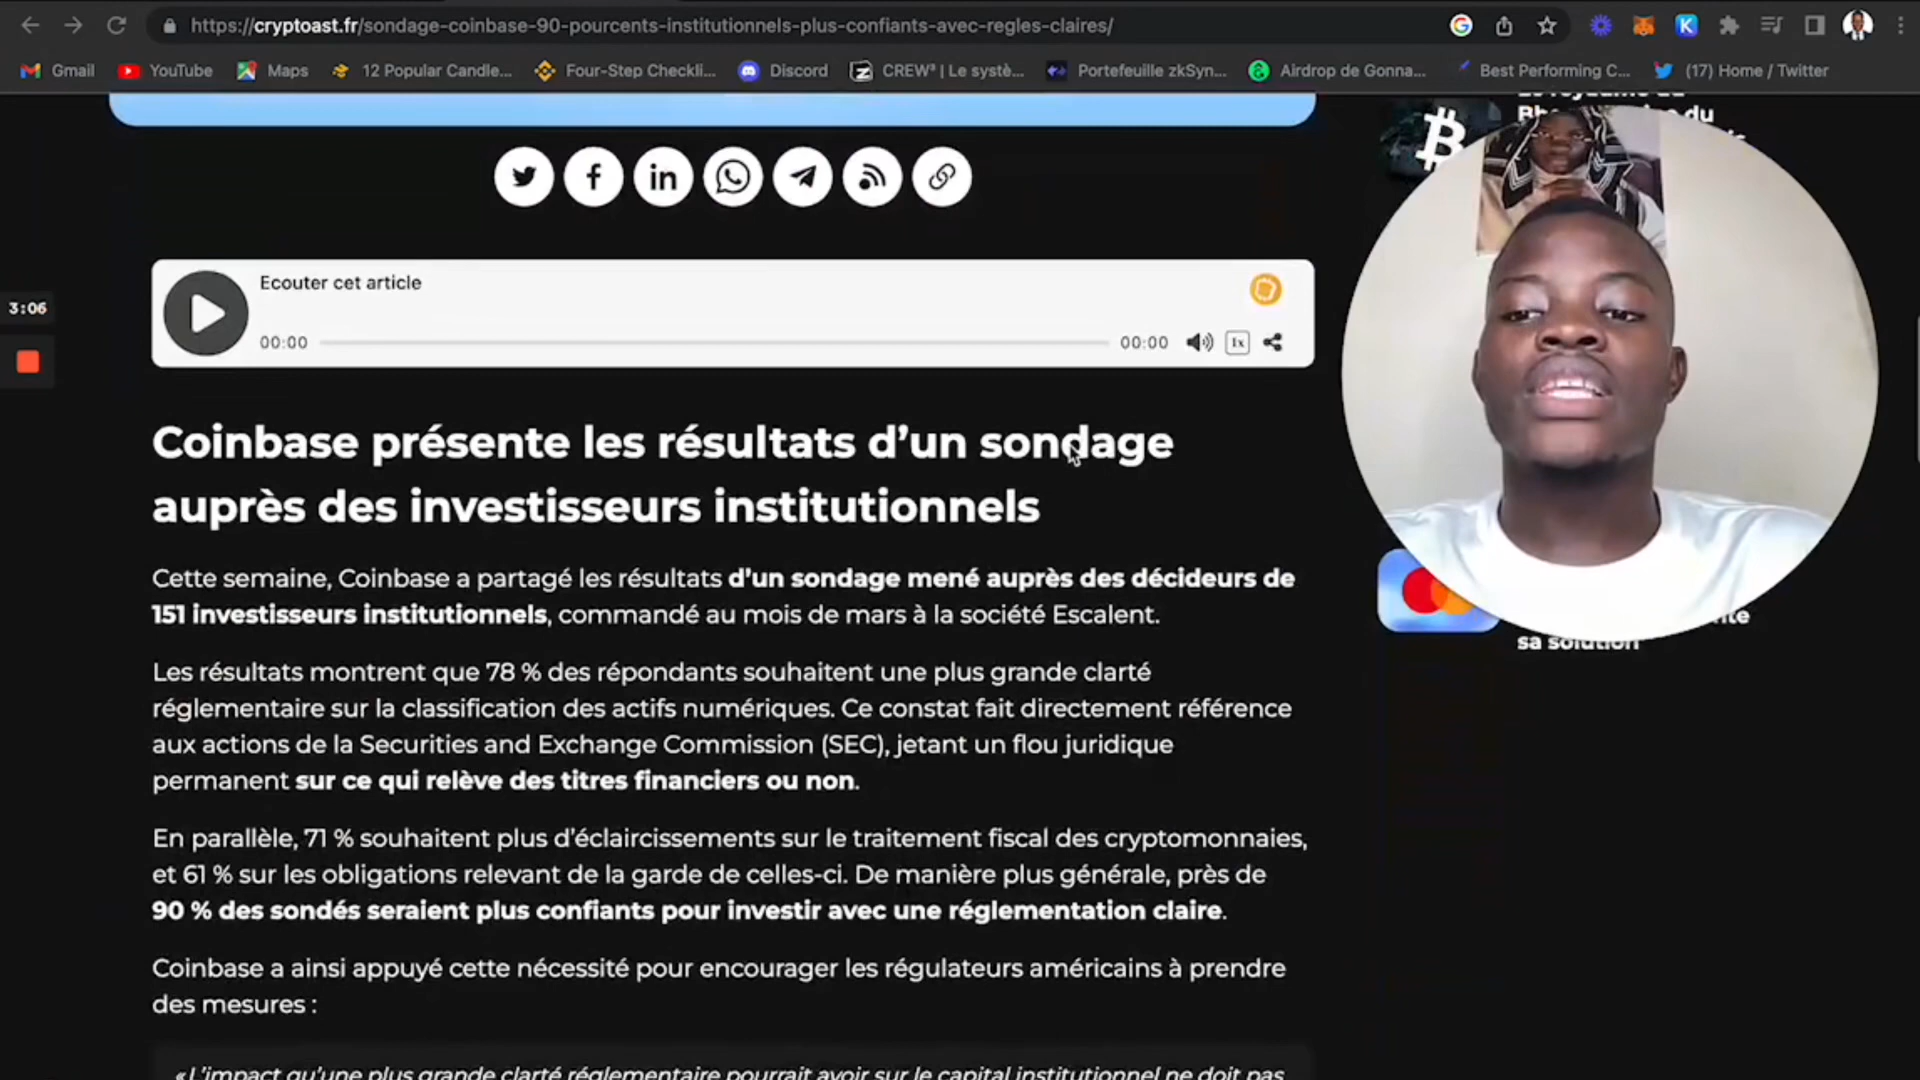 https://cryptoast.fr/sondage-coinbase-90-pourcents-institutionnels-plus-confiants-avec-regles-claires/
Gmail YouTube Maps 12 Popular Candle... Four-Step Checkli... Discord CREW³ | Le systè... Portefeuille zkSyn... Airdrop de Gonna... Best Performing C... (17) Home / Twitter
du
3:06
Ecouter cet article
00:00 00:00 1x
Coinbase présente les résultats d’un sondage
auprès des investisseurs institutionnels
Cette semaine, Coinbase a partagé les résultats d’un sondage mené auprès des décideurs de
151 investisseurs institutionnels, commandé au mois de mars à la société Escalent.
sa solution
Les résultats montrent que 78 % des répondants souhaitent une plus grande clarté
réglementaire sur la classification des actifs numériques. Ce constat fait directement référence
aux actions de la Securities and Exchange Commission (SEC), jetant un flou juridique
permanent sur ce qui relève des titres financiers ou non.
En parallèle, 71 % souhaitent plus d’éclaircissements sur le traitement fiscal des cryptomonnaies,
et 61 % sur les obligations relevant de la garde de celles-ci. De manière plus générale, près de
90 % des sondés seraient plus confiants pour investir avec une réglementation claire.
Coinbase a ainsi appuyé cette nécessité pour encourager les régulateurs américains à prendre
des mesures :
« L’impact qu’une plus grande clarté réglementaire pourrait avoir sur le capital institutionnel ne doit pas